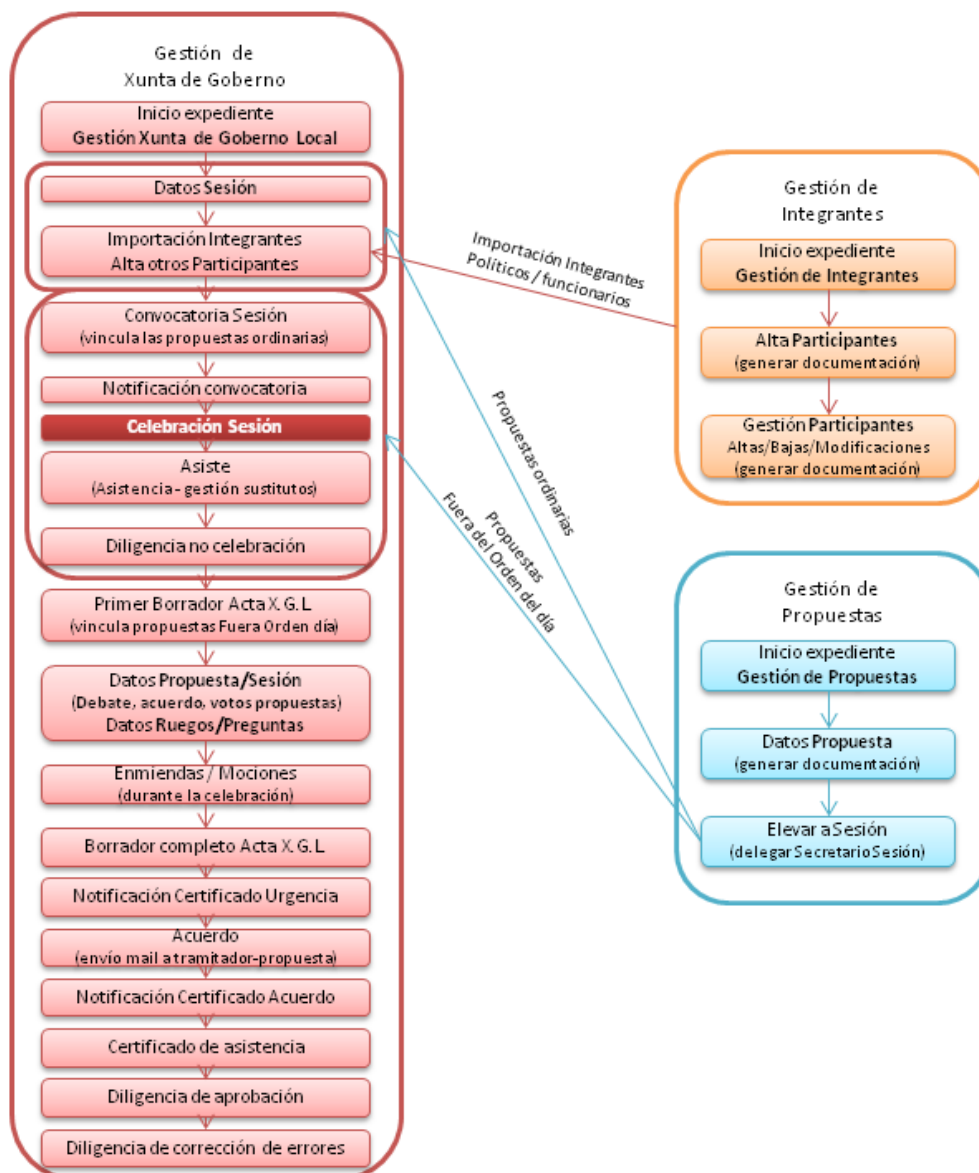 Gestión de
Xunta de Goberno
Inicio expediente
Gestión Xunta de Goberno Local
Datos Sesión
Importación Integrantes
Alta otros Participantes
Convocatoria Sesión
(vincula las propuestas ordinarias)
Notificación convocatoria
Celebración Sesión
Asiste
(Asistencia - gestión sustitutos)
Diligencia no celebración
Primer Borrador Acta X. G. L.
(vincula propuestas Fuera Orden día)
Datos Propuesta/Sesión
(Debate, acuerdo, votos propuestas)
Datos Ruegos/Preguntas
Enmiendas / Mociones
(durante la celebración)
Borrador completo Acta X. G. L.
Notificación Certificado Urgencia
Acuerdo
(envío mail a tramitador-propuesta)
Notificación Certificado Acuerdo
Certificado de asistencia
Diligencia de aprobación
Diligencia de corrección de errores
Importación Integrantes
Políticos / funcionarios
Propuestas ordinarias
Propuestas
Fuera del Orden del día
Gestión de
Integrantes
Inicio expediente
Gestión de Integrantes
Alta Participantes
(generar documentación)
Gestión Participantes
Altas/Bajas/Modificaciones
(generar documentación)
Gestión de
Propuestas
Inicio expediente
Gestión de Propuestas
Datos Propuesta
(generar documentación)
Elevar a Sesión
(delegar Secretario Sesión)